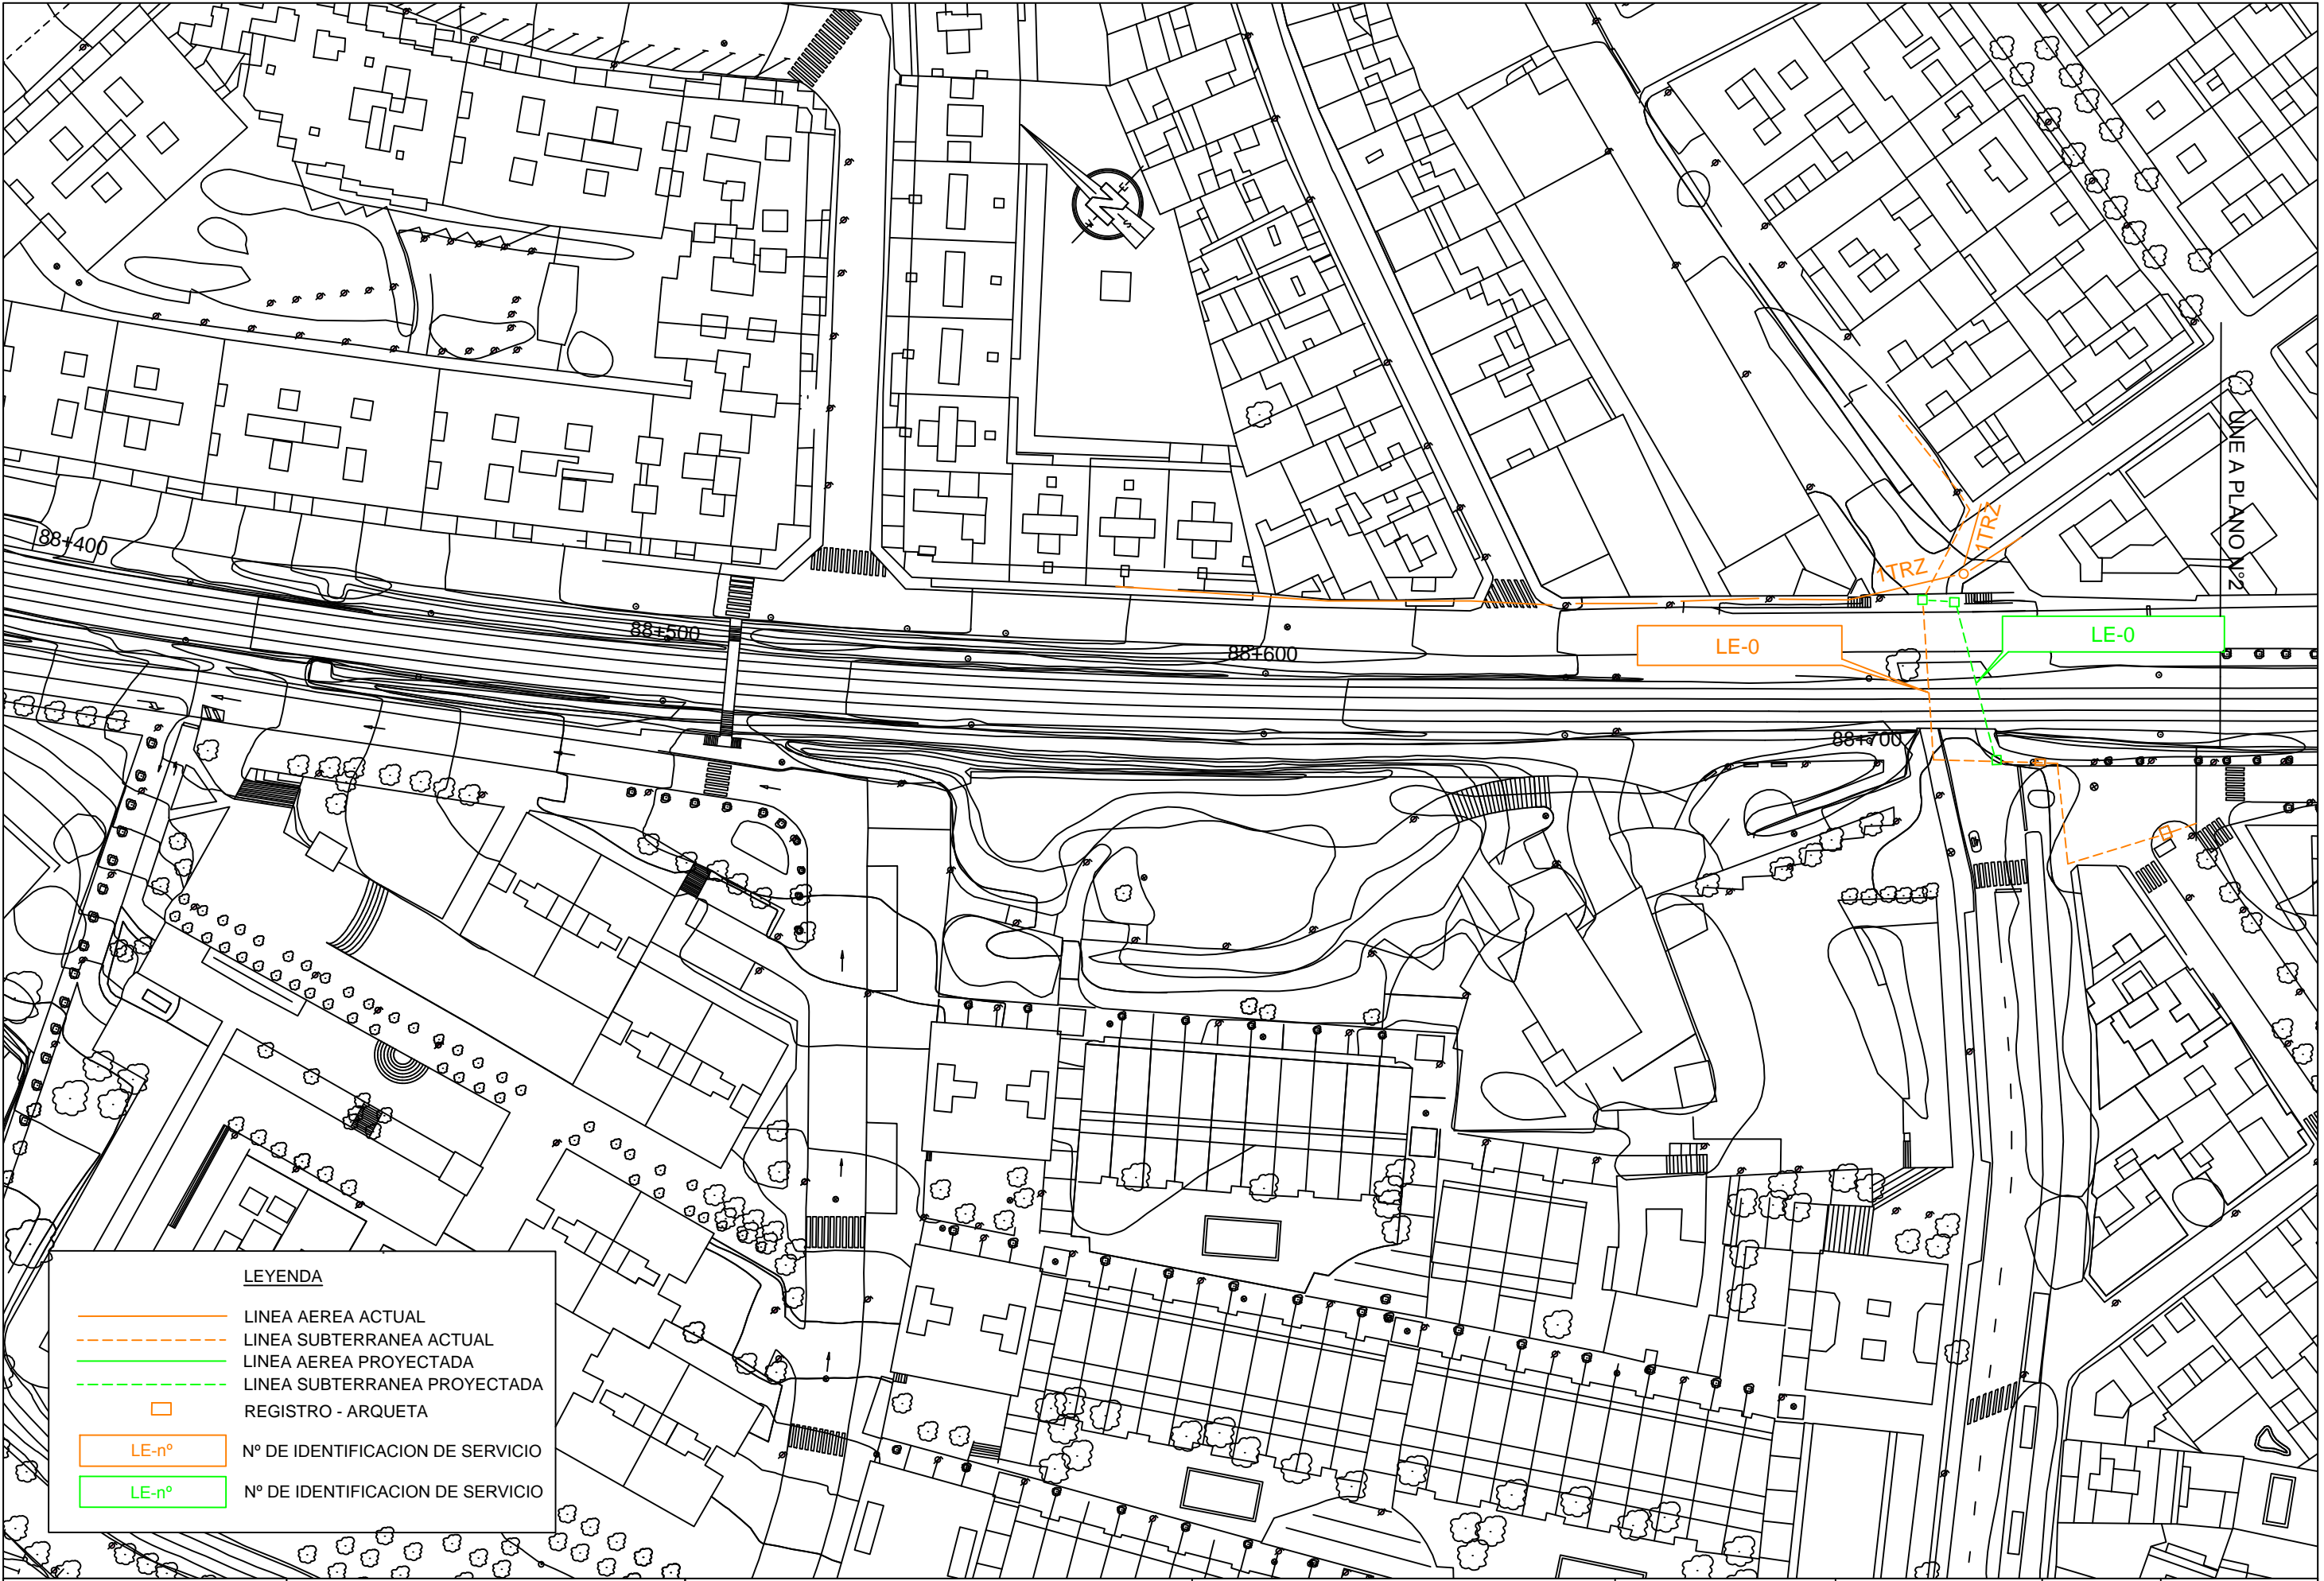 88+400
88+500
88+600
88+700
1TRZ
1TRZ
LE-0
LE-0
UNE A PLANO Nº2
N
LEYENDA
LINEA AEREA ACTUAL
LINEA SUBTERRANEA ACTUAL
LINEA AEREA PROYECTADA
LINEA SUBTERRANEA PROYECTADA
REGISTRO - ARQUETA
LE-nº Nº DE IDENTIFICACION DE SERVICIO
LE-nº Nº DE IDENTIFICACION DE SERVICIO